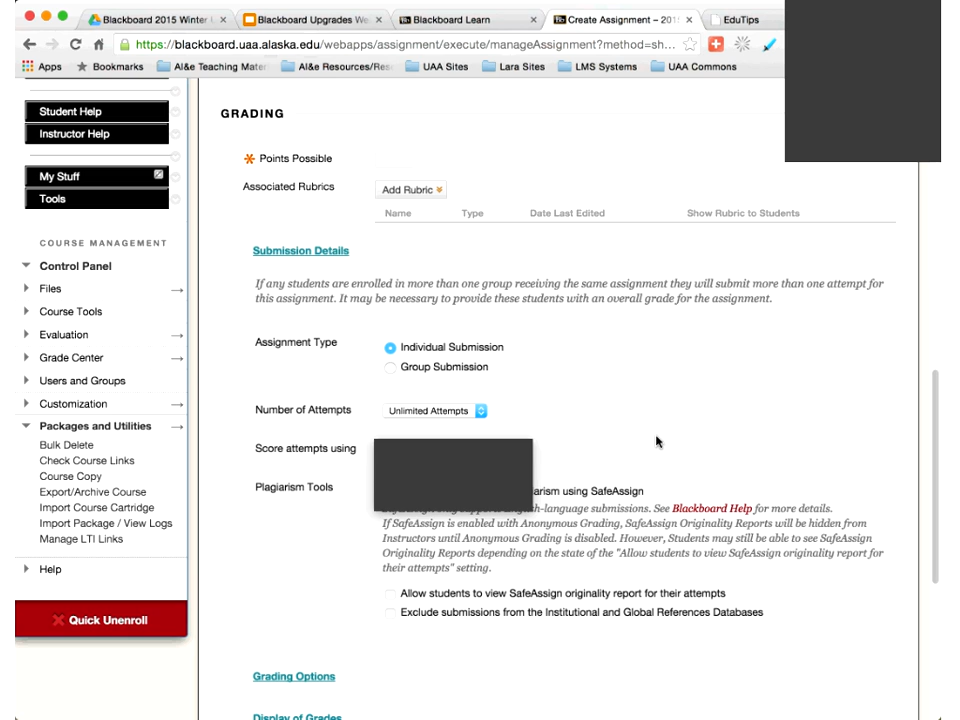 Blackboard 2015 Winter
Blackboard Upgrades We
Blackboard Learn
Create Assignment – 201
EduTips
https://blackboard.uaa.alaska.edu/webapps/assignment/execute/manageAssignment?method=sh...
Apps
Bookmarks
AI&e Teaching Mater
AI&e Resources/Res
UAA Sites
Lara Sites
LMS Systems
UAA Commons
Student Help
Instructor Help
My Stuff
Tools
COURSE MANAGEMENT
Control Panel
Files
Course Tools
Evaluation
Grade Center
Users and Groups
Customization
Packages and Utilities
Bulk Delete
Check Course Links
Course Copy
Export/Archive Course
Import Course Cartridge
Import Package / View Logs
Manage LTI Links
Help
Quick Unenroll
GRADING
Points Possible
Associated Rubrics
Add Rubric
Name Type Date Last Edited Show Rubric to Students
Submission Details
If any students are enrolled in more than one group receiving the same assignment they will submit more than one attempt for
this assignment. It may be necessary to provide these students with an overall grade for the assignment.
Assignment Type
Individual Submission
Group Submission
Number of Attempts
Unlimited Attempts
Score attempts using
Plagiarism Tools
using SafeAssign
submissions. See Blackboard Help for more details.
If SafeAssign is enabled with Anonymous Grading, SafeAssign Originality Reports will be hidden from
Instructors until Anonymous Grading is disabled. However, Students may still be able to see SafeAssign
Originality Reports depending on the state of the "Allow students to view SafeAssign originality report for
their attempts" setting.
Allow students to view SafeAssign originality report for their attempts
Exclude submissions from the Institutional and Global References Databases
Grading Options
Display of Grades